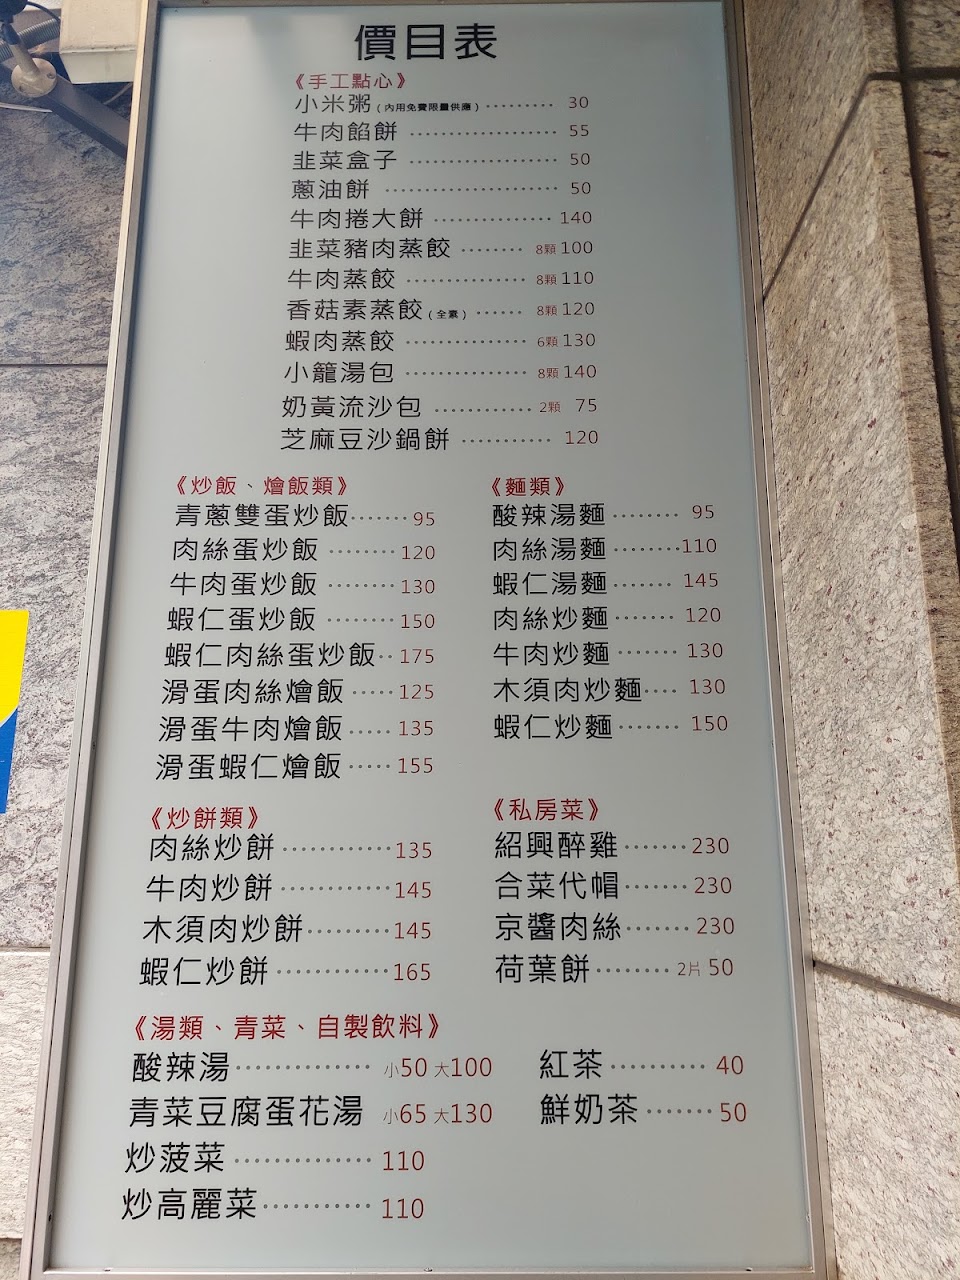 價目表
《手工點心》
小米粥(內用免費限量供應)········· 30
牛肉餡餅 ·················· 55
韭菜盒子 ·················· 50
蔥油餅 ····················· 50
牛肉捲大餅 ·············· 140
韭菜豬肉蒸餃 ········ 8顆 100
牛肉蒸餃 ··············· 8顆 110
香菇素蒸餃(全素) ······ 8顆 120
蝦肉蒸餃 ··············· 6顆 130
小籠湯包 ··············· 8顆 140
奶黃流沙包 ············ 2顆 75
芝麻豆沙鍋餅 ··········· 120
《炒飯、燴飯類》
青蔥雙蛋炒飯······· 95
肉絲蛋炒飯 ········ 120
牛肉蛋炒飯 ········ 130
蝦仁蛋炒飯 ········ 150
蝦仁肉絲蛋炒飯·· 175
滑蛋肉絲燴飯 ····· 125
滑蛋牛肉燴飯 ····· 135
滑蛋蝦仁燴飯 ····· 155
《麵類》
酸辣湯麵 ········ 95
肉絲湯麵 ········110
蝦仁湯麵 ······· 145
肉絲炒麵 ······· 120
牛肉炒麵 ······· 130
木須肉炒麵···· 130
蝦仁炒麵 ······· 150
《炒餅類》
肉絲炒餅 ············ 135
牛肉炒餅 ············ 145
木須肉炒餅········· 145
蝦仁炒餅 ············ 165
《私房菜》
紹興醉雞······· 230
合菜代帽······· 230
京醬肉絲······· 230
荷葉餅········ 2片 50
《湯類、青菜、自製飲料》
酸辣湯·············· 小50 大100
青菜豆腐蛋花湯 小65 大130
炒菠菜 ·············· 110
炒高麗菜··········· 110
紅茶·········· 40
鮮奶茶······· 50